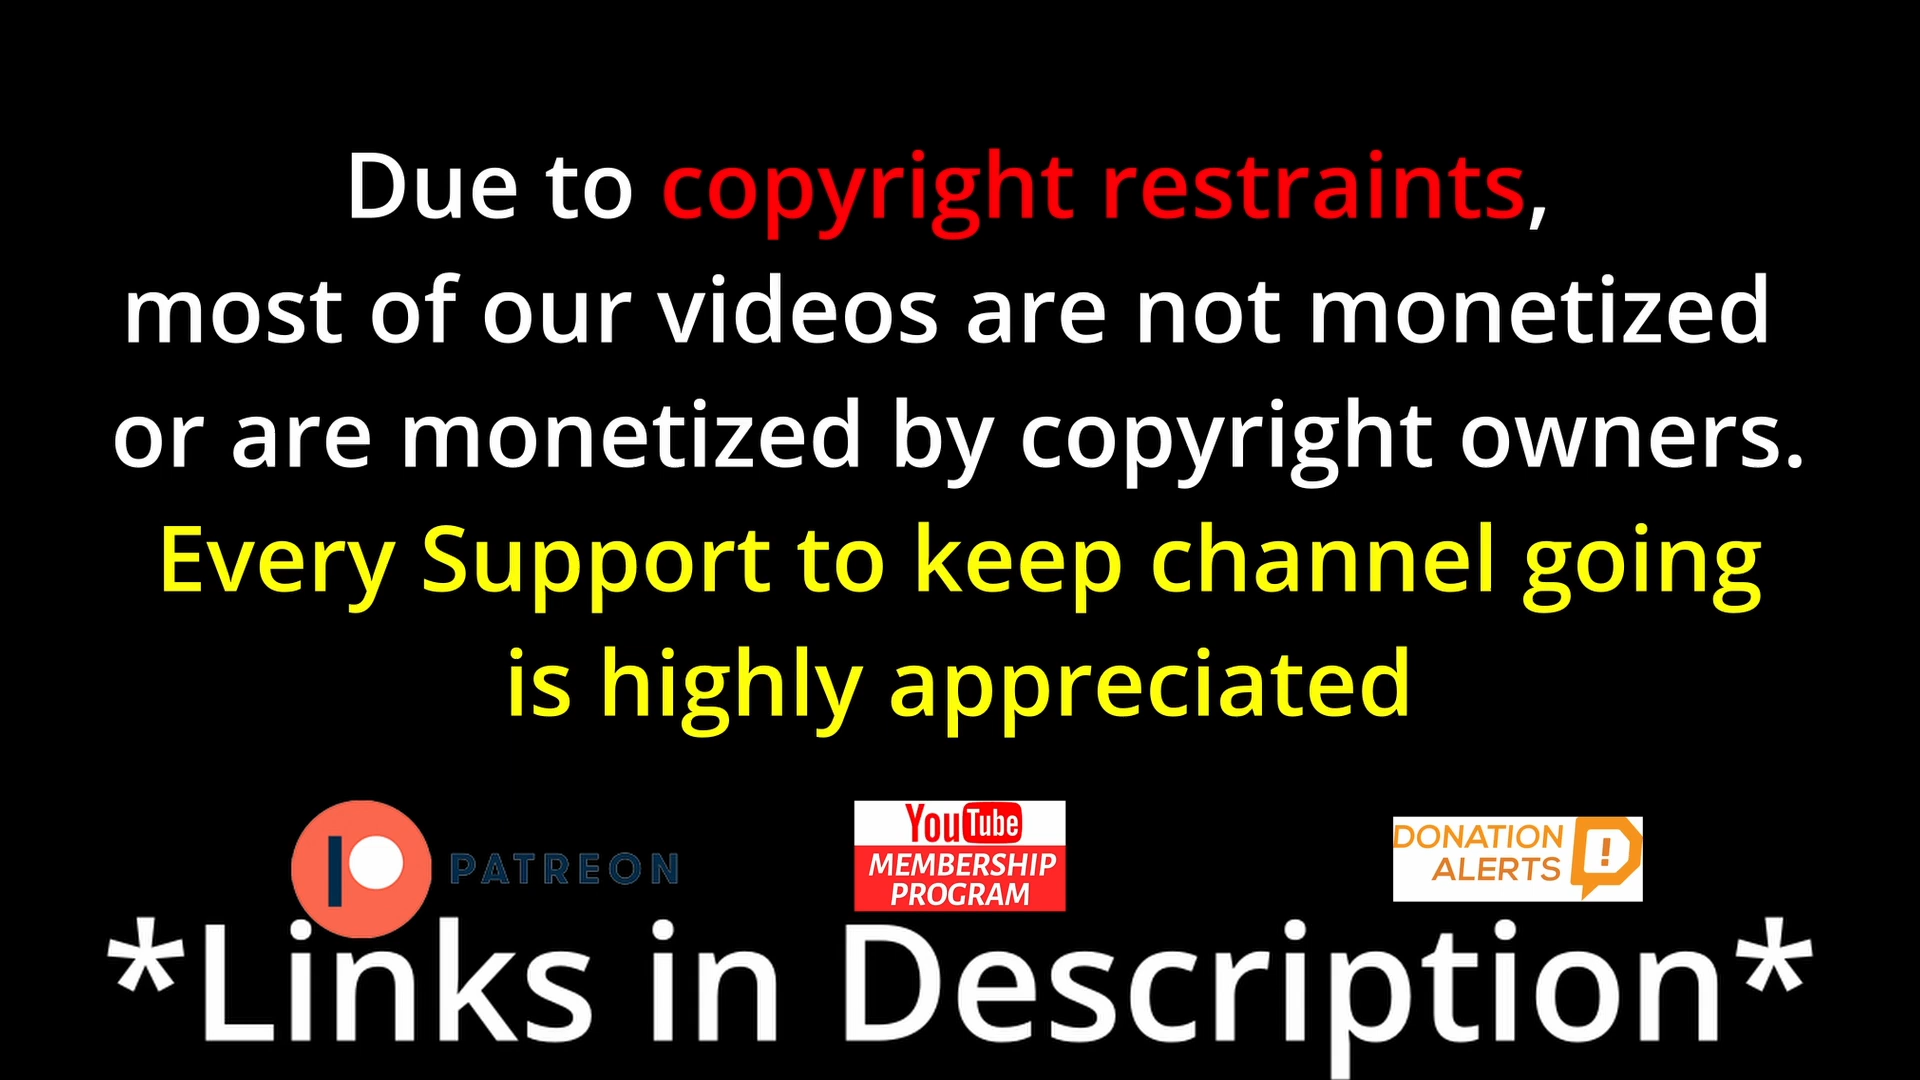 Due to copyright restraints,
most of our videos are not monetized
or are monetized by copyright owners.
Every Support to keep channel going
is highly appreciated
PATREON
YouTube
MEMBERSHIP
PROGRAM
DONATION
ALERTS
*Links in Description*